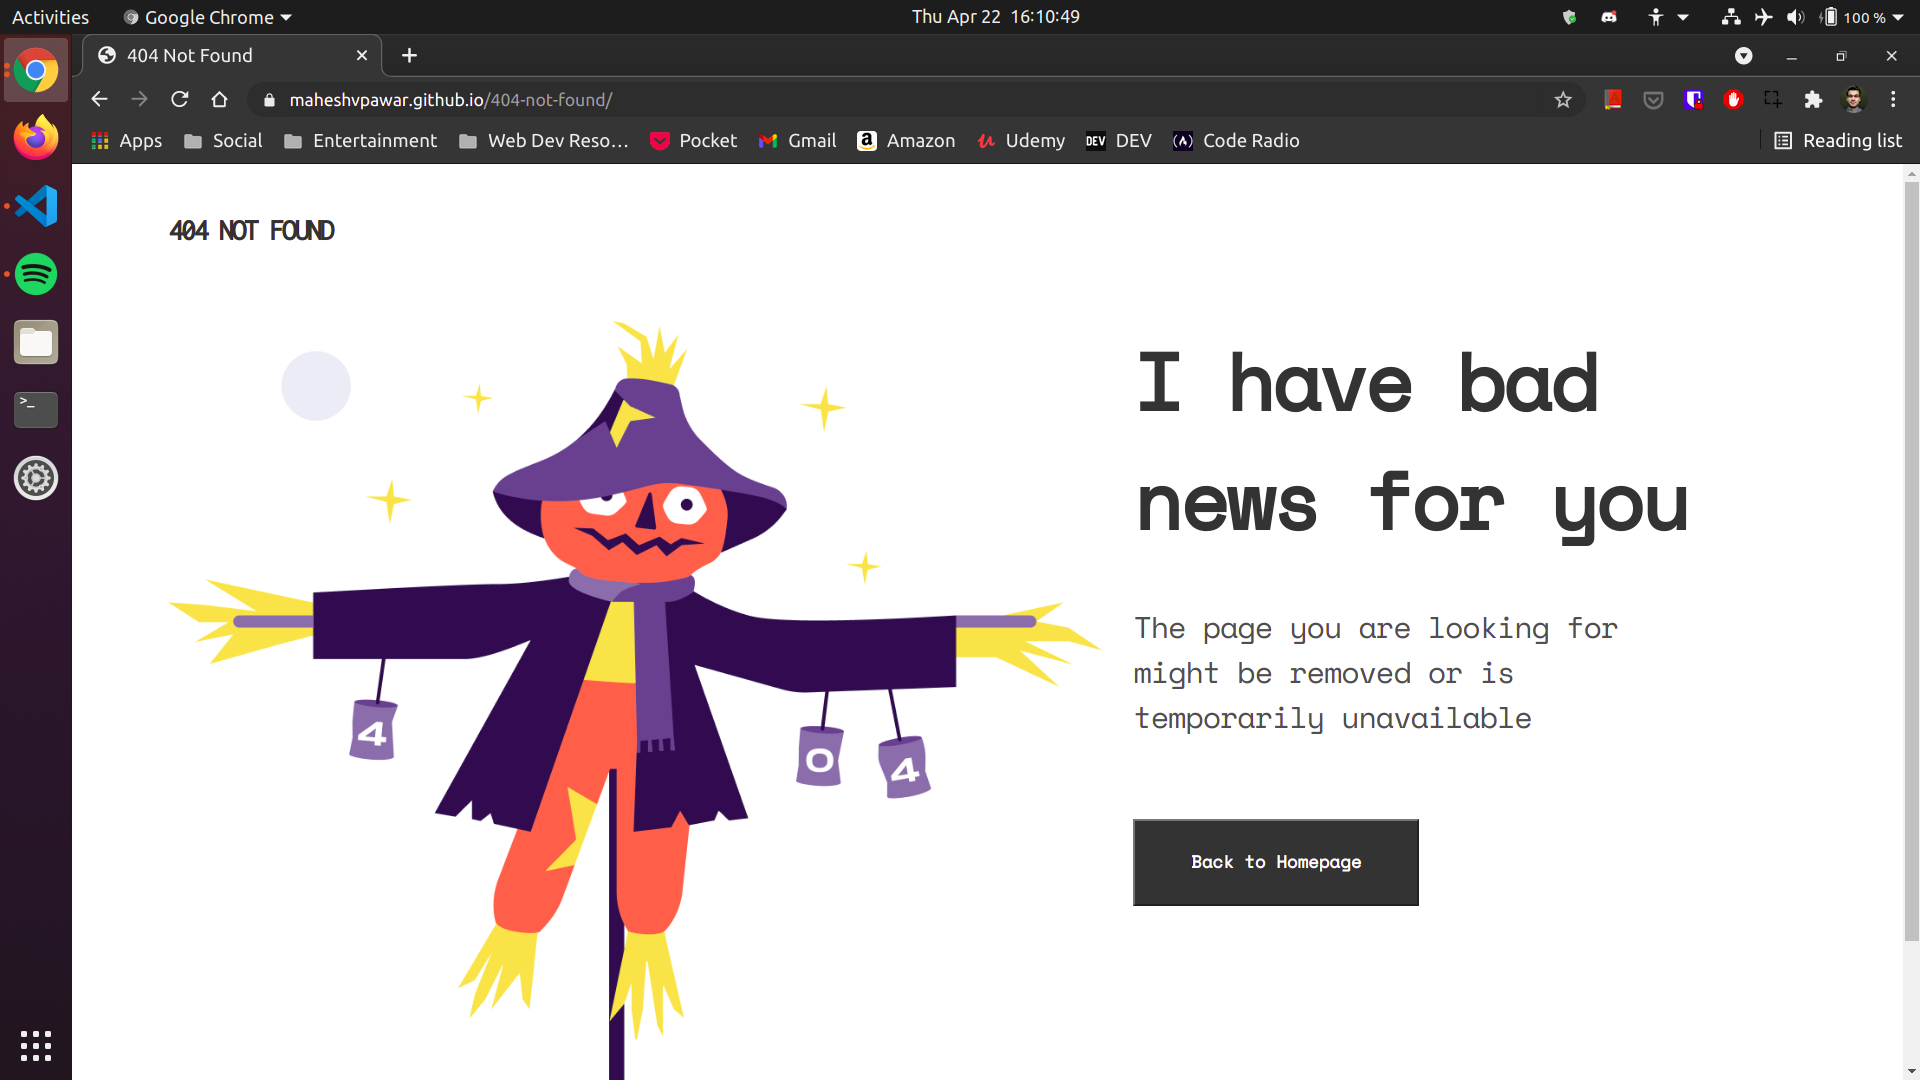 Activities
Google Chrome
Thu Apr 22 16:10:49
100 %
404 Not Found
maheshvpawar.github.io/404-not-found/
Apps
Social
Entertainment
Web Dev Reso…
Pocket
Gmail
Amazon
Udemy
DEV DEV
Code Radio
Reading list
404 NOT FOUND
I have bad
news for you
The page you are looking for
might be removed or is
temporarily unavailable
4
0
4
Back to Homepage